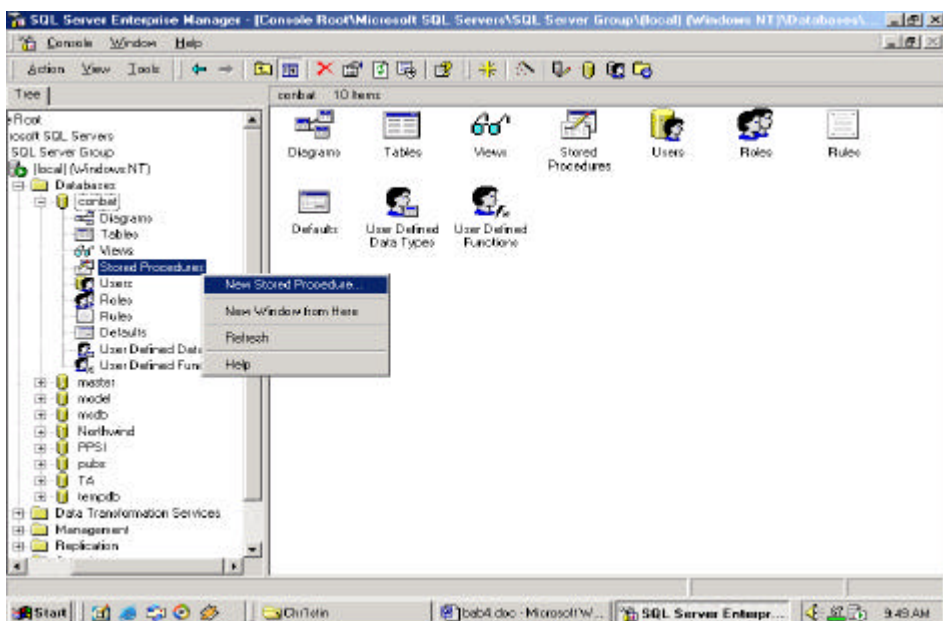 SQL Server Enterprise Manager - [Console Root\Microsoft SQL Servers\SQL Server Group\(local) (Windows NT)\Databases\...
Console Window Help
Action View Tools
Tree
conbat 10 Items
Root
rosoft SQL Servers
SQL Server Group
(local) (Windows NT)
Databases
conbat
Diagrams
Tables
Views
Stored Procedures
Users
Roles
Rules
Defaults
User Defined Data
User Defined Func
master
model
msdb
Northwind
PPSI
pubs
TA
tempdb
Data Transformation Services
Management
Replication
New Stored Procedure...
New Window from Here
Refresh
Help
Diagrams
Tables
Views
Stored Procedures
Users
Roles
Rules
Defaults
User Defined Data Types
User Defined Functions
Start
bab4.doc - Microsoft W...
SQL Server Enterpr...
9:49 AM